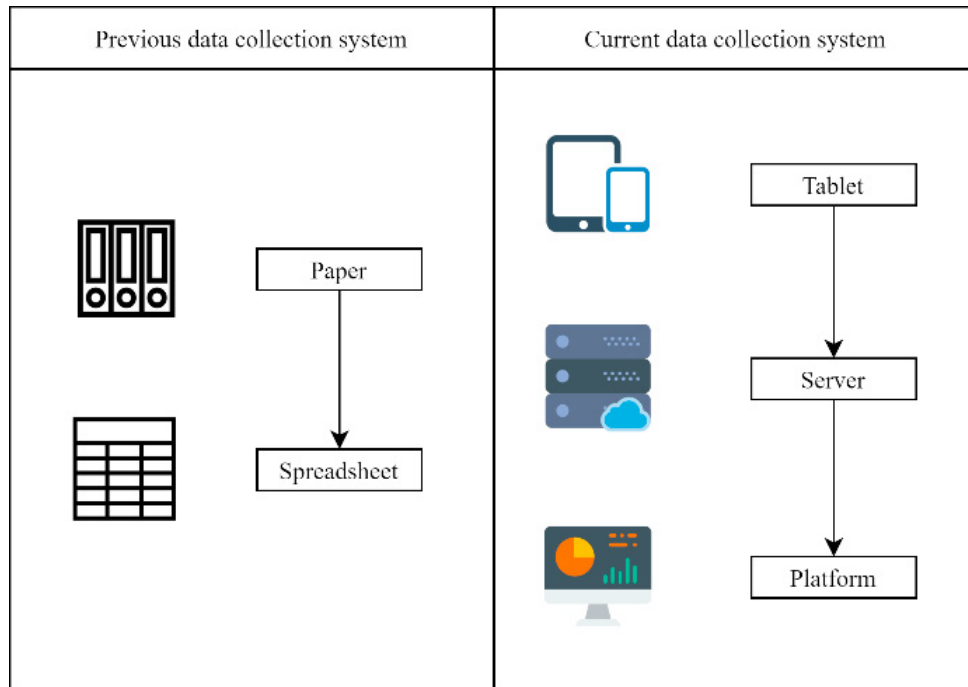 Previous data collection system
Current data collection system
Paper
Spreadsheet
Tablet
Server
Platform